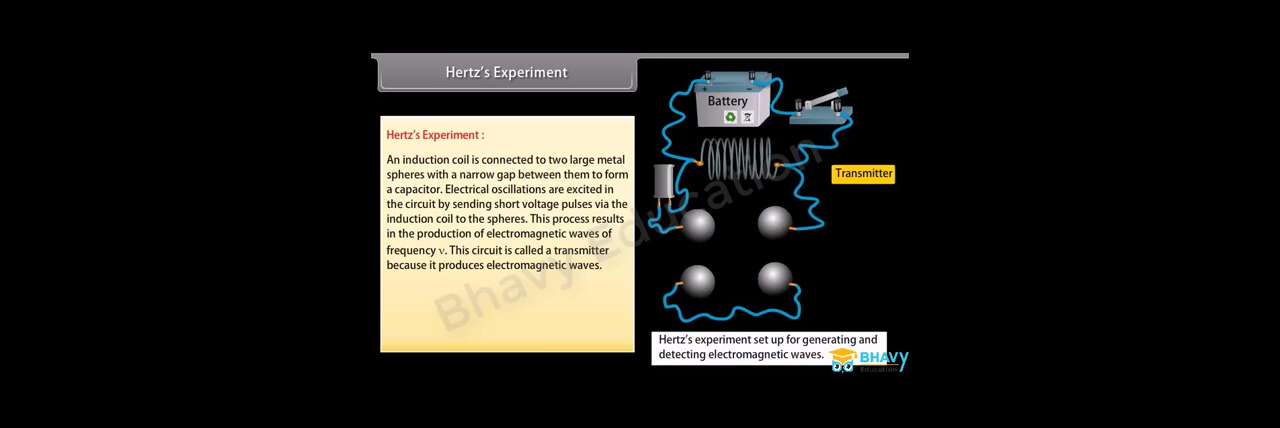 Hertz's Experiment
Hertz's Experiment :
An induction coil is connected to two large metal
spheres with a narrow gap between them to form
a capacitor. Electrical oscillations are excited in
the circuit by sending short voltage pulses via the
induction coil to the spheres. This process results
in the production of electromagnetic waves of
frequency ν. This circuit is called a transmitter
because it produces electromagnetic waves.
Battery
+ −
Transmitter
Hertz's experiment set up for generating and
detecting electromagnetic waves.
Bhavy Education
BHAVY
Education